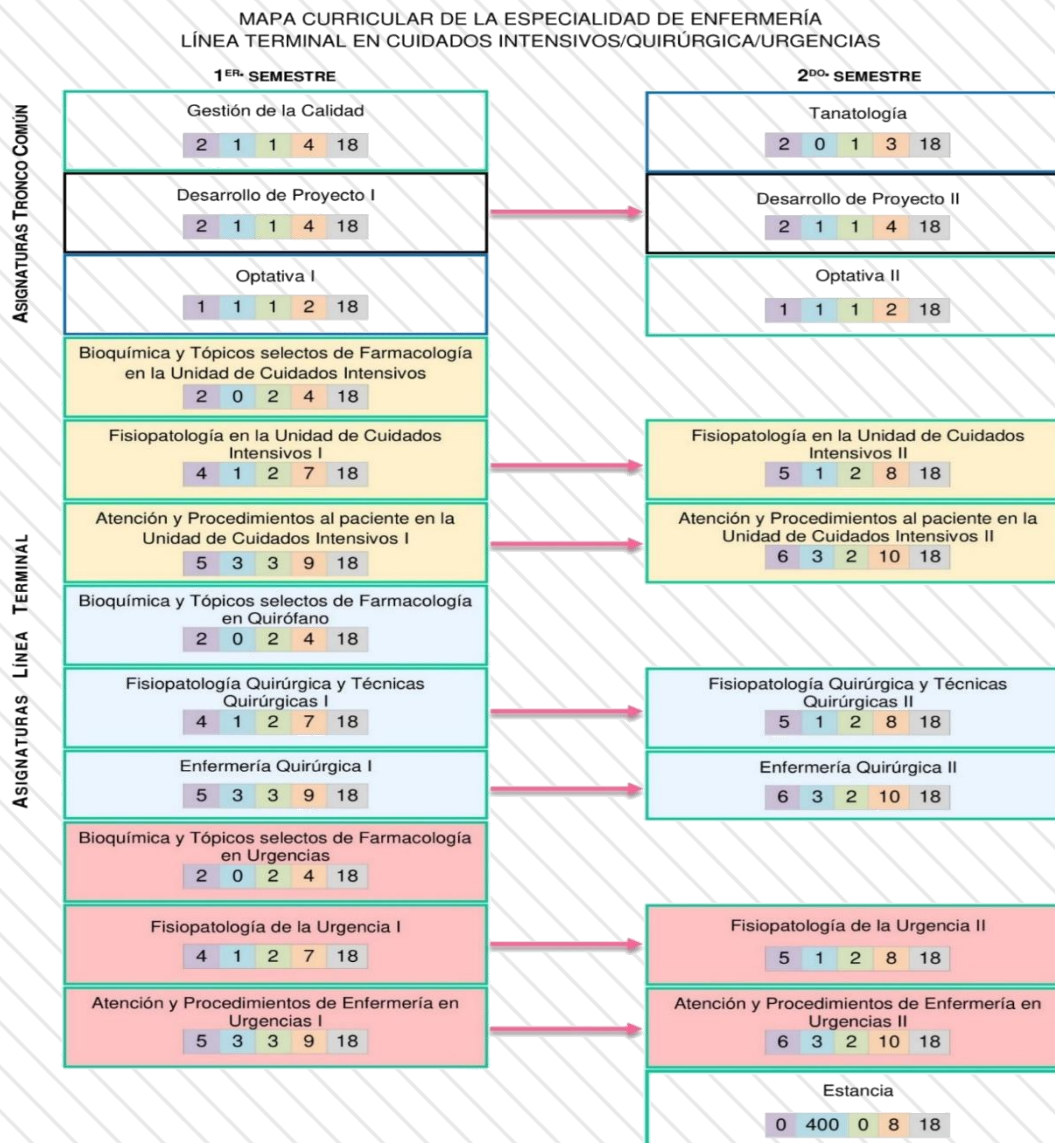 MAPA CURRICULAR DE LA ESPECIALIDAD DE ENFERMERÍA
LÍNEA TERMINAL EN CUIDADOS INTENSIVOS/QUIRÚRGICA/URGENCIAS
1ER. SEMESTRE
2DO. SEMESTRE
ASIGNATURAS TRONCO COMÚN
Gestión de la Calidad
2 1 1 4 18
Tanatología
2 0 1 3 18
Desarrollo de Proyecto I
2 1 1 4 18
Desarrollo de Proyecto II
2 1 1 4 18
Optativa I
1 1 1 2 18
Optativa II
1 1 1 2 18
ASIGNATURAS LÍNEA TERMINAL
Bioquímica y Tópicos selectos de Farmacología
en la Unidad de Cuidados Intensivos
2 0 2 4 18
Fisiopatología en la Unidad de Cuidados
Intensivos I
4 1 2 7 18
Fisiopatología en la Unidad de Cuidados
Intensivos II
5 1 2 8 18
Atención y Procedimientos al paciente en la
Unidad de Cuidados Intensivos I
5 3 3 9 18
Atención y Procedimientos al paciente en la
Unidad de Cuidados Intensivos II
6 3 2 10 18
Bioquímica y Tópicos selectos de Farmacología
en Quirófano
2 0 2 4 18
Fisiopatología Quirúrgica y Técnicas
Quirúrgicas I
4 1 2 7 18
Fisiopatología Quirúrgica y Técnicas
Quirúrgicas II
5 1 2 8 18
Enfermería Quirúrgica I
5 3 3 9 18
Enfermería Quirúrgica II
6 3 2 10 18
Bioquímica y Tópicos selectos de Farmacología
en Urgencias
2 0 2 4 18
Fisiopatología de la Urgencia I
4 1 2 7 18
Fisiopatología de la Urgencia II
5 1 2 8 18
Atención y Procedimientos de Enfermería en
Urgencias I
5 3 3 9 18
Atención y Procedimientos de Enfermería en
Urgencias II
6 3 2 10 18
Estancia
0 400 0 8 18